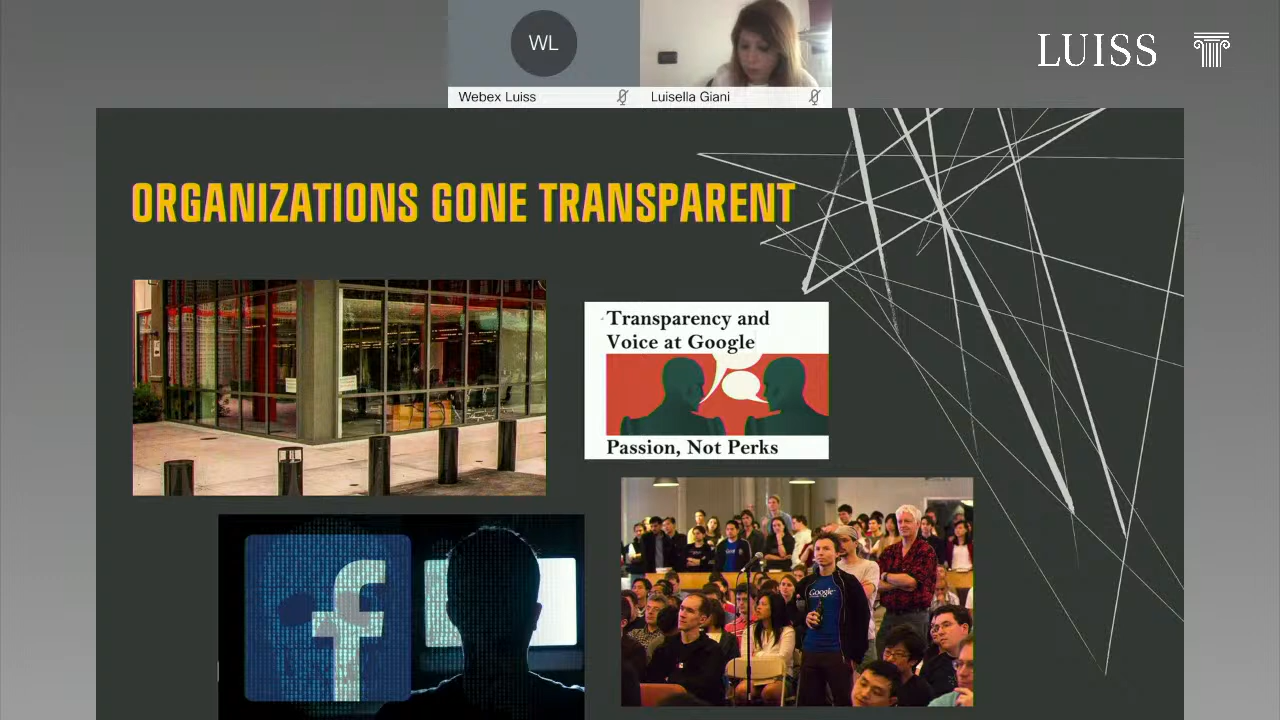 WL
Webex Luiss
Luisella Giani
LUISS
ORGANIZATIONS GONE TRANSPARENT
Transparency and
Voice at Google
Passion, Not Perks
Google